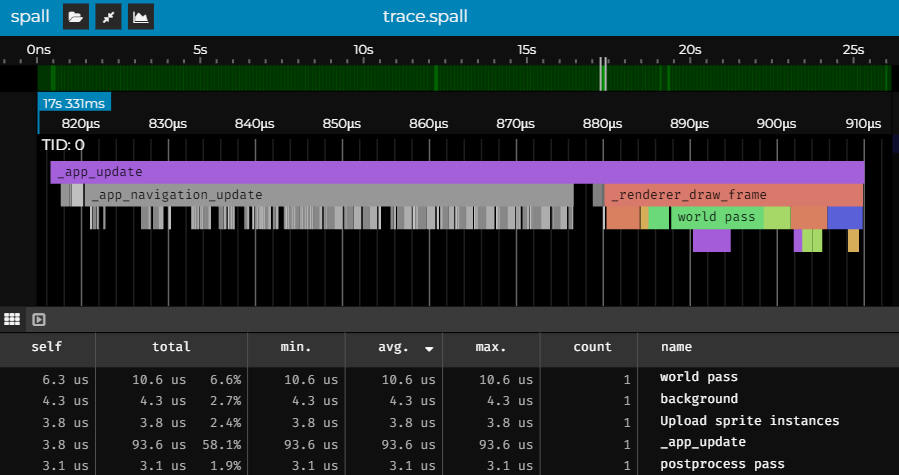 spall
trace.spall
0ns 5s 10s 15s 20s 25s
17s 331ms
820µs 830µs 840µs 850µs 860µs 870µs 880µs 890µs 900µs 910µs
TID: 0
_app_update
_app_navigation_update _renderer_draw_frame
world pass
self total min. avg. max. count name
6.3 us 10.6 us 6.6% 10.6 us 10.6 us 10.6 us 1 world pass
4.3 us 4.3 us 2.7% 4.3 us 4.3 us 4.3 us 1 background
3.8 us 3.8 us 2.4% 3.8 us 3.8 us 3.8 us 1 Upload sprite instances
3.8 us 93.6 us 58.1% 93.6 us 93.6 us 93.6 us 1 _app_update
3.1 us 3.1 us 1.9% 3.1 us 3.1 us 3.1 us 1 postprocess pass